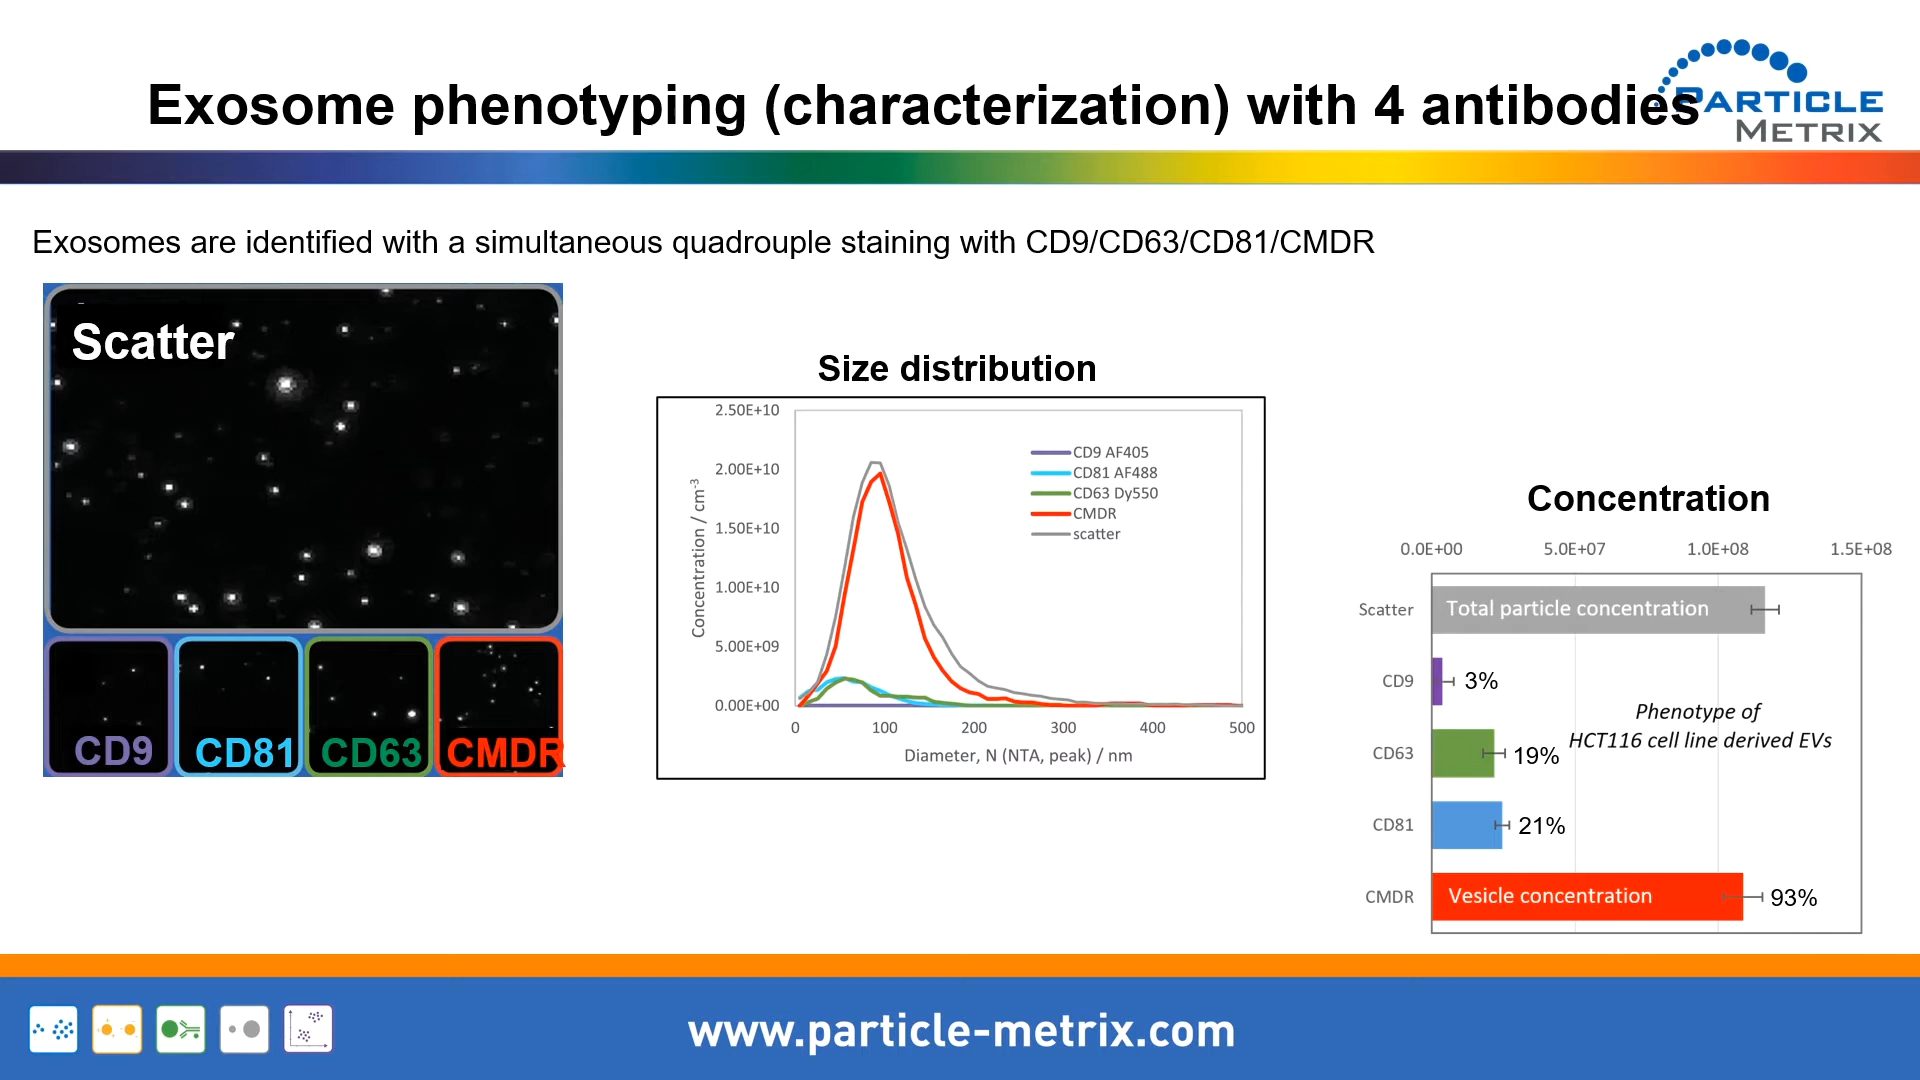 Exosome phenotyping (characterization) with 4 antibodies
PARTICLE
METRIX
Exosomes are identified with a simultaneous quadrouple staining with CD9/CD63/CD81/CMDR
Scatter
CD9
CD81
CD63
CMDR
Size distribution
2.50E+10
2.00E+10
1.50E+10
1.00E+10
5.00E+09
0.00E+00
Concentration / cm-3
CD9 AF405
CD81 AF488
CD63 Dy550
CMDR
scatter
0 100 200 300 400 500
Diameter, N (NTA, peak) / nm
Concentration
0.0E+00 5.0E+07 1.0E+08 1.5E+08
Scatter Total particle concentration
CD9 3%
Phenotype of
HCT116 cell line derived EVs
CD63 19%
CD81 21%
CMDR Vesicle concentration 93%
www.particle-metrix.com